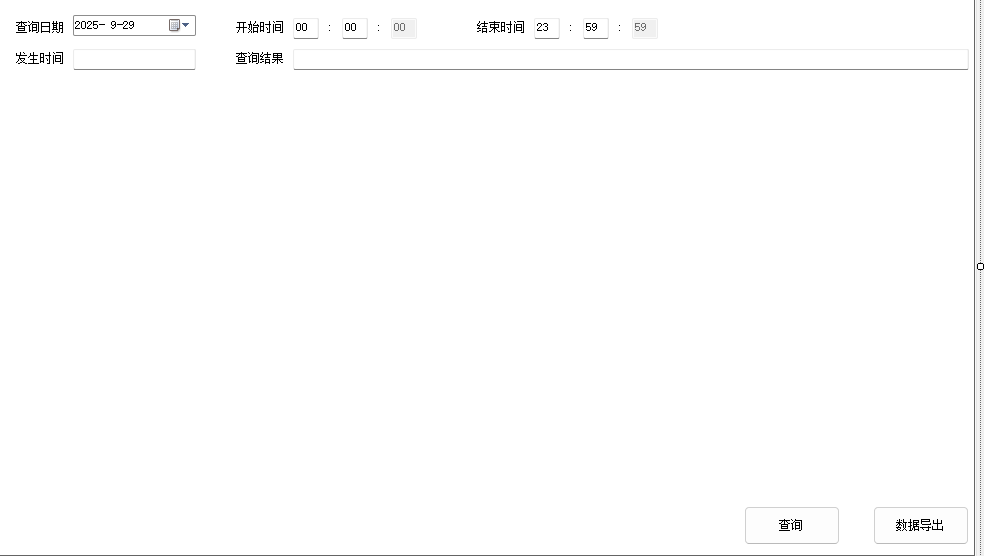 查询日期 2025- 9-29 开始时间 00 : 00 : 00 结束时间 23 : 59 : 59
发生时间 查询结果
查询 数据导出